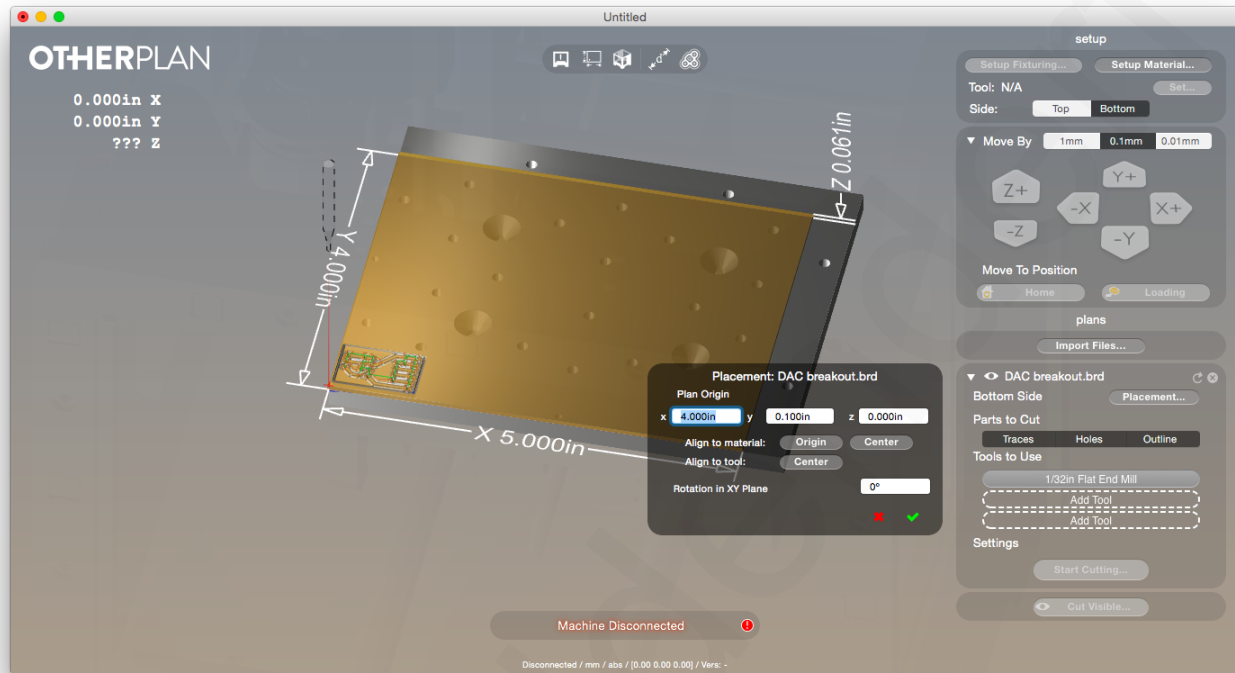 Untitled
OTHERPLAN
0.000in X
0.000in Y
??? Z
Y 4.000in
X 5.000in
Z 0.061in
setup
Setup Fixturing...
Setup Material...
Tool: N/A
Set...
Side:
Top
Bottom
Move By
1mm
0.1mm
0.01mm
Z+
Y+
-X
X+
-Z
-Y
Move To Position
Home
Loading
plans
Import Files...
DAC breakout.brd
Bottom Side
Placement...
Parts to Cut
Traces
Holes
Outline
Tools to Use
1/32in Flat End Mill
Add Tool
Add Tool
Settings
Start Cutting...
Cut Visible...
Placement: DAC breakout.brd
Plan Origin
x 4.000in y 0.100in z 0.000in
Align to material: Origin Center
Align to tool: Center
Rotation in XY Plane 0°
Machine Disconnected
Disconnected / mm / abs / [0.00 0.00 0.00] / Vers: -